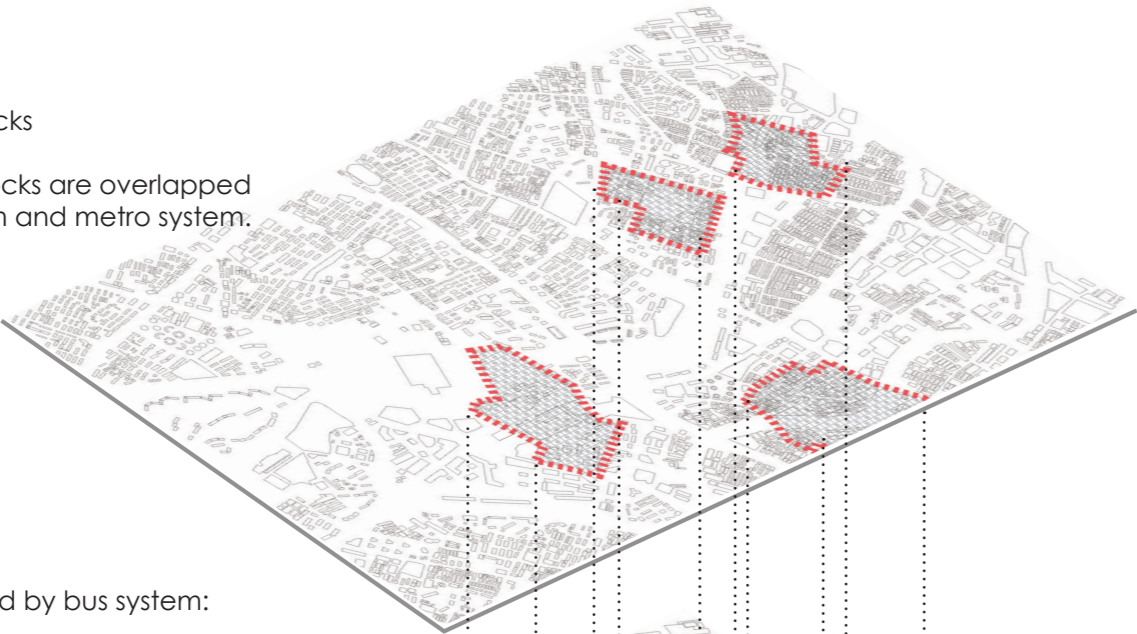 cks
cks are overlapped
n and metro system.
d by bus system: